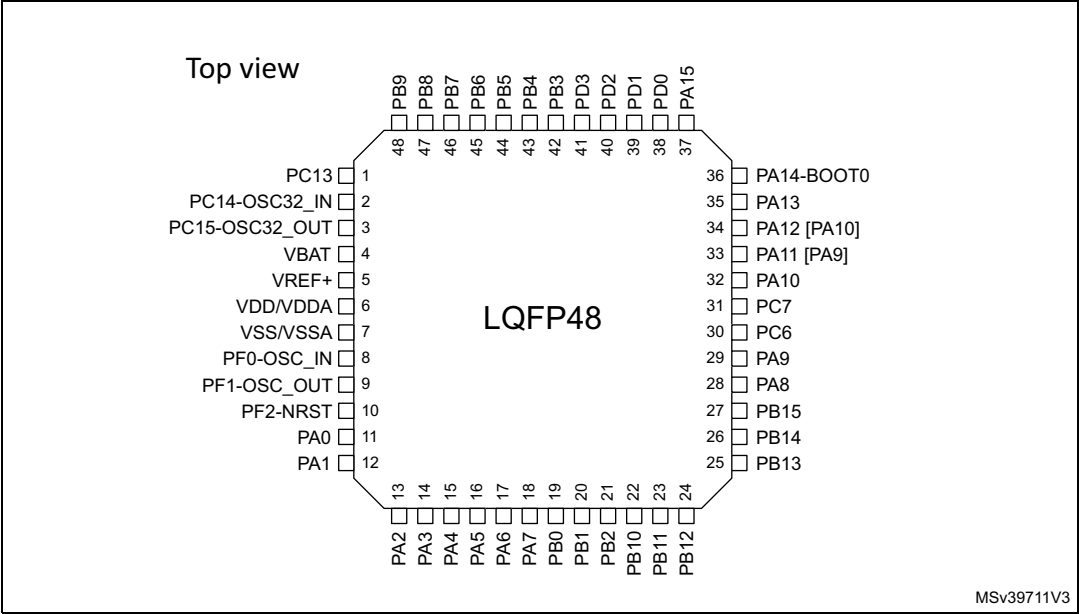 Top view
PB9
PB8
PB7
PB6
PB5
PB4
PB3
PD3
PD2
PD1
PD0
PA15
48
47
46
45
44
43
42
41
40
39
38
37
PC13 1
PC14-OSC32_IN 2
PC15-OSC32_OUT 3
VBAT 4
VREF+ 5
VDD/VDDA 6
VSS/VSSA 7
PF0-OSC_IN 8
PF1-OSC_OUT 9
PF2-NRST 10
PA0 11
PA1 12
LQFP48
36 PA14-BOOT0
35 PA13
34 PA12 [PA10]
33 PA11 [PA9]
32 PA10
31 PC7
30 PC6
29 PA9
28 PA8
27 PB15
26 PB14
25 PB13
13
14
15
16
17
18
19
20
21
22
23
24
PA2
PA3
PA4
PA5
PA6
PA7
PB0
PB1
PB2
PB10
PB11
PB12
MSv39711V3